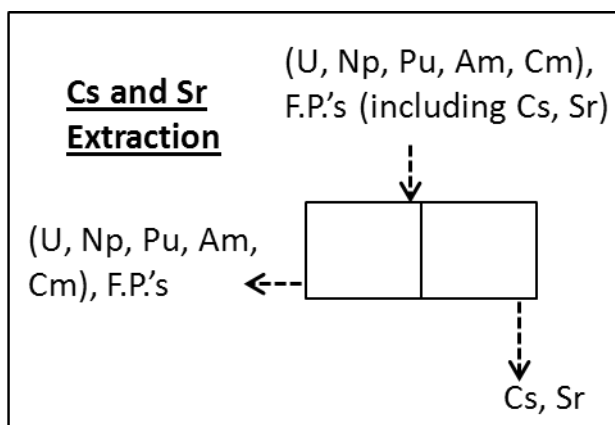 Cs and Sr
Extraction
(U, Np, Pu, Am, Cm),
F.P.'s (including Cs, Sr)
(U, Np, Pu, Am,
Cm), F.P.'s
Cs, Sr